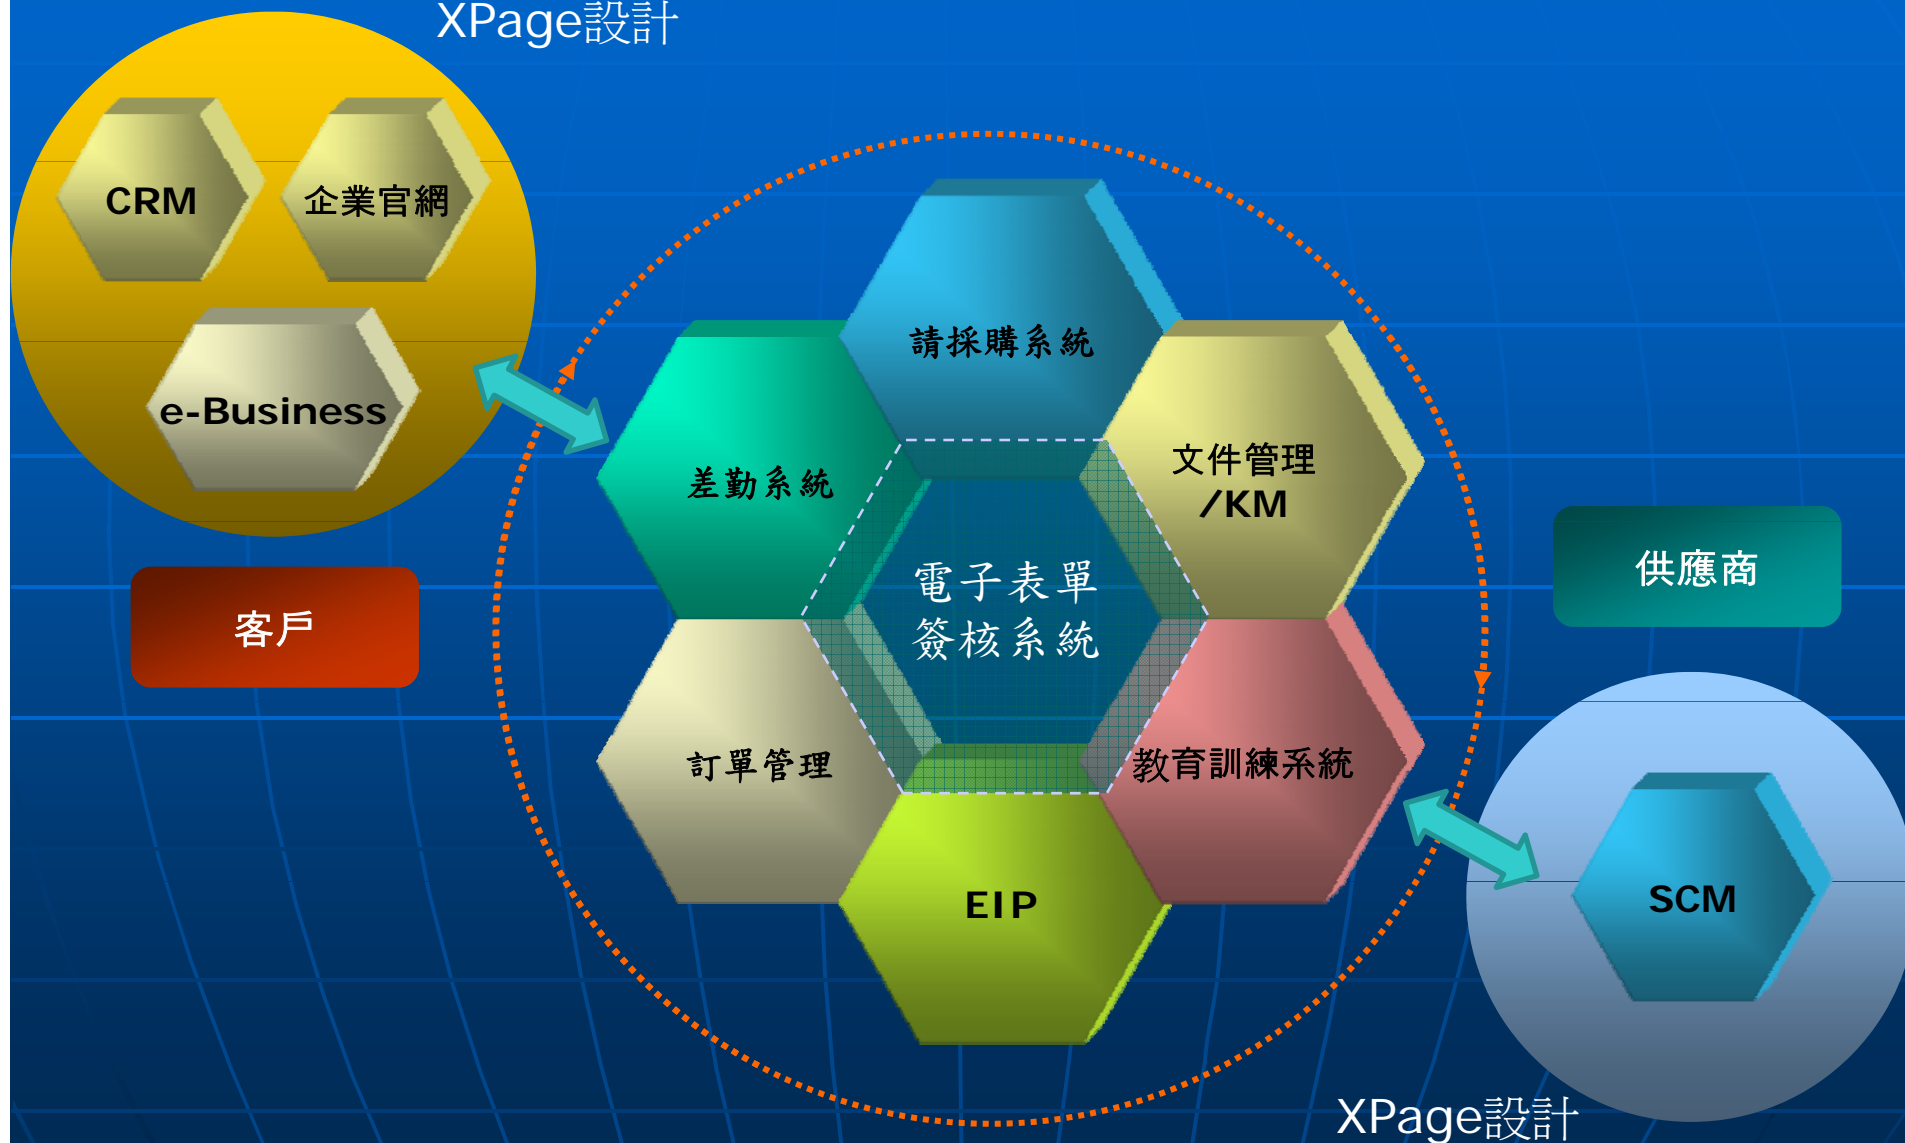 XPage設計
CRM
企業官網
e-Business
客戶
請採購系統
差勤系統
文件管理
/KM
電子表單
簽核系統
訂單管理
教育訓練系統
EIP
供應商
SCM
XPage設計